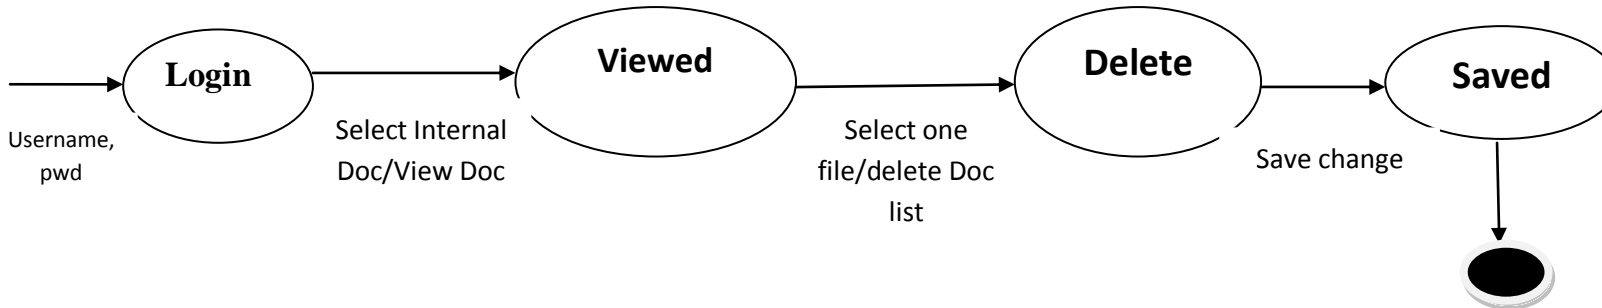 Login
Viewed
Delete
Saved
Username,
pwd
Select Internal
Doc/View Doc
Select one
file/delete Doc
list
Save change